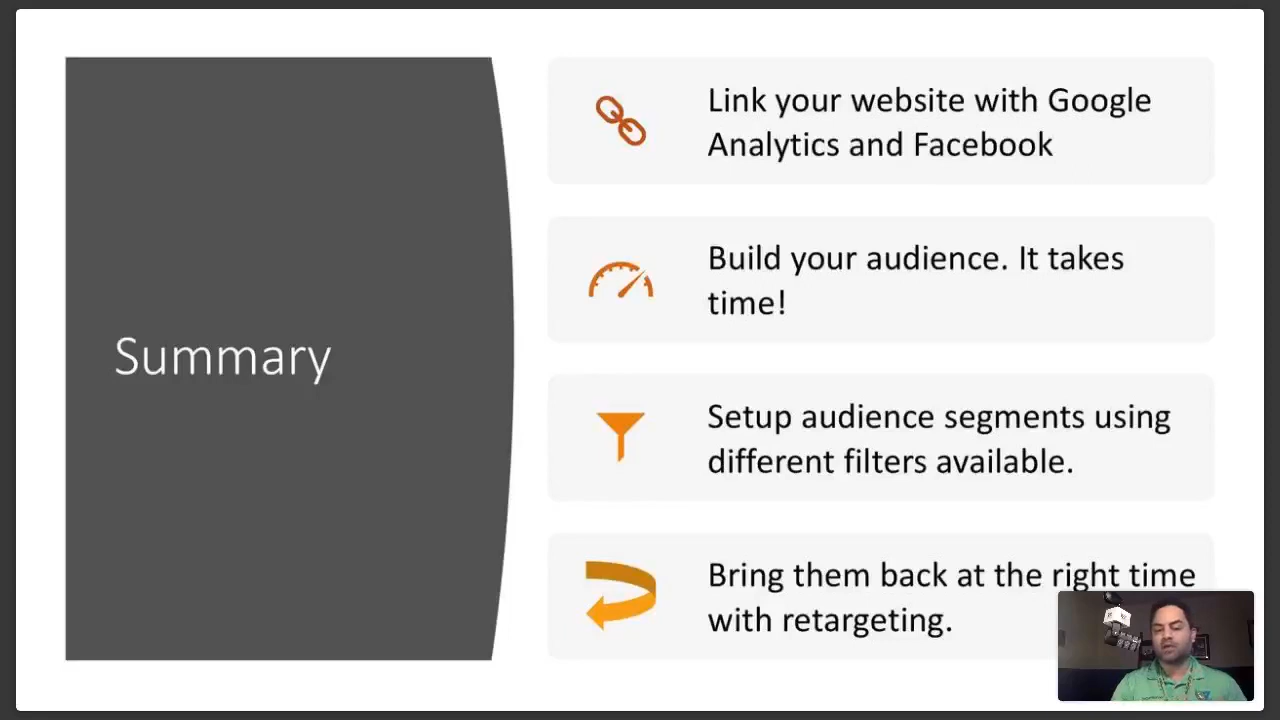 Summary
Link your website with Google
Analytics and Facebook
Build your audience. It takes
time!
Setup audience segments using
different filters available.
Bring them back at the right time
with retargeting.